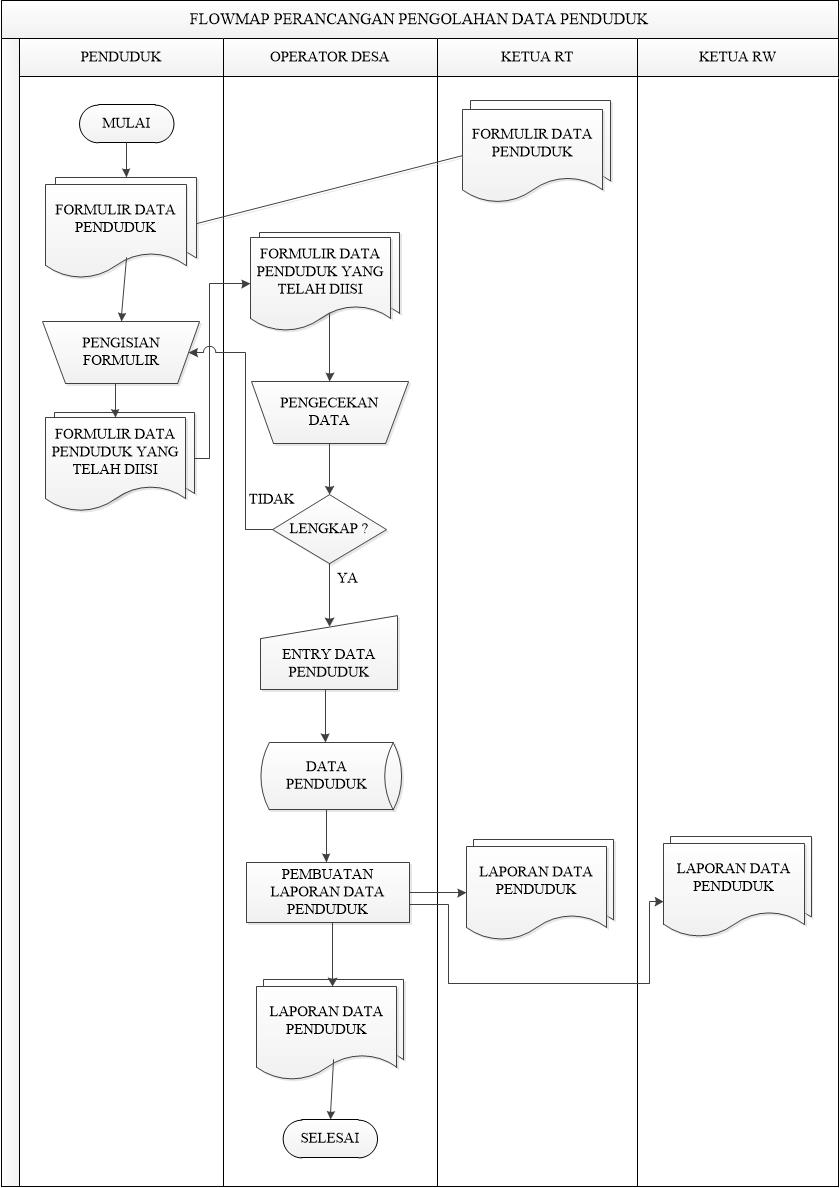 FLOWMAP PERANCANGAN PENGOLAHAN DATA PENDUDUK
PENDUDUK
OPERATOR DESA
KETUA RT
KETUA RW
MULAI
FORMULIR DATA
PENDUDUK
FORMULIR DATA
PENDUDUK
PENGISIAN
FORMULIR
FORMULIR DATA
PENDUDUK YANG
TELAH DIISI
FORMULIR DATA
PENDUDUK YANG
TELAH DIISI
PENGECEKAN
DATA
TIDAK
LENGKAP ?
YA
ENTRY DATA
PENDUDUK
DATA
PENDUDUK
PEMBUATAN
LAPORAN DATA
PENDUDUK
LAPORAN DATA
PENDUDUK
LAPORAN DATA
PENDUDUK
LAPORAN DATA
PENDUDUK
SELESAI